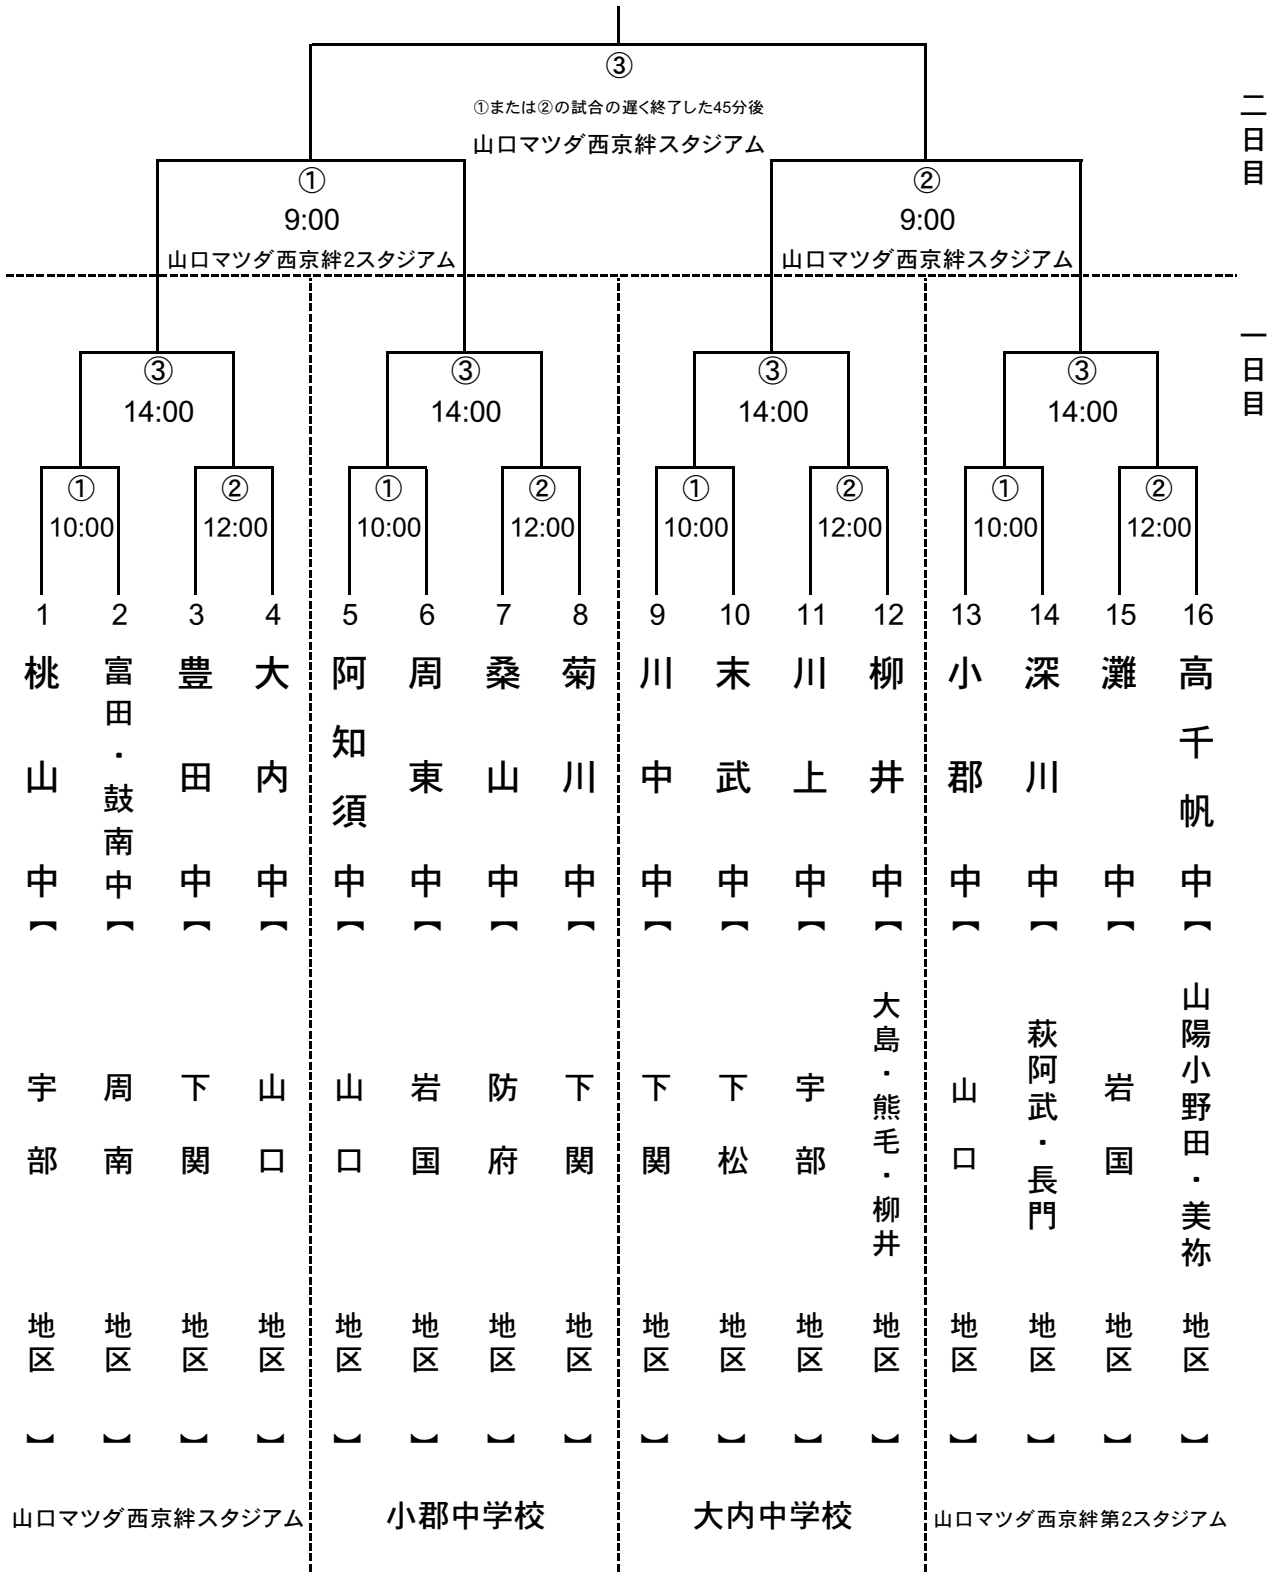 ③
①または②の試合の遅く終了した45分後
山口マツダ西京絆スタジアム
二日目
①
9:00
山口マツダ西京絆2スタジアム
②
9:00
山口マツダ西京絆スタジアム
一日目
③
14:00
③
14:00
③
14:00
③
14:00
①
10:00
②
12:00
①
10:00
②
12:00
①
10:00
②
12:00
①
10:00
②
12:00
1
桃山中【宇部地区】
2
富田・鼓南中【周南地区】
3
豊田中【下関地区】
4
大内中【山口地区】
5
阿知須中【山口地区】
6
周東中【岩国地区】
7
桑山中【防府地区】
8
菊川中【下関地区】
9
川中中【下関地区】
10
末武中【下松地区】
11
川上中【宇部地区】
12
柳井中【大島・熊毛・柳井地区】
13
小郡中【山口地区】
14
深川中【萩阿武・長門地区】
15
灘中【岩国地区】
16
高千帆中【山陽小野田・美祢地区】
山口マツダ西京絆スタジアム
小郡中学校
大内中学校
山口マツダ西京絆第2スタジアム